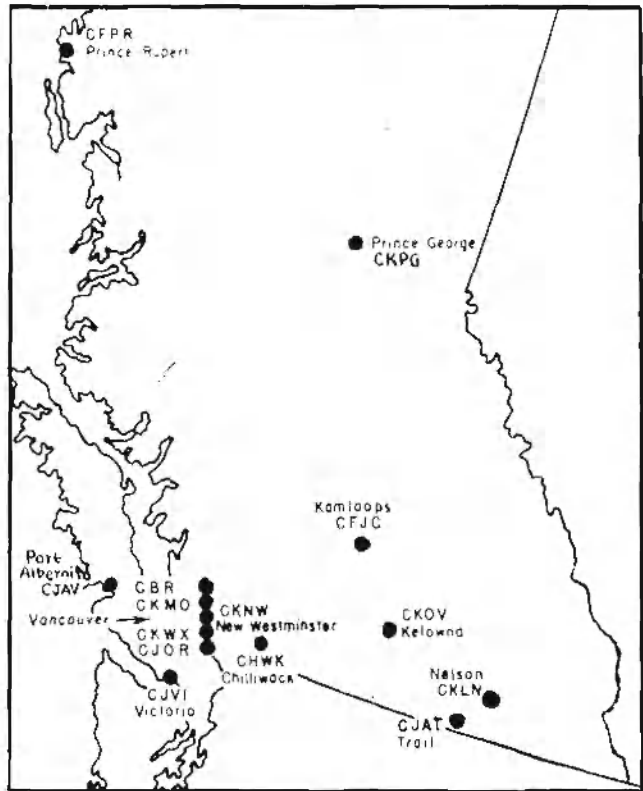 CFPR
Prince Rupert
Prince George
CKPG
Kamloops
CFJC
Port
Alberni
CJAV
CBR
CKMO
Vancouver
CKWX
CJOR
CKNW
New Westminster
CHWK
Chilliwack
CJVI
Victoria
CKOV
Kelowna
Nelson
CKLN
CJAT
Trail